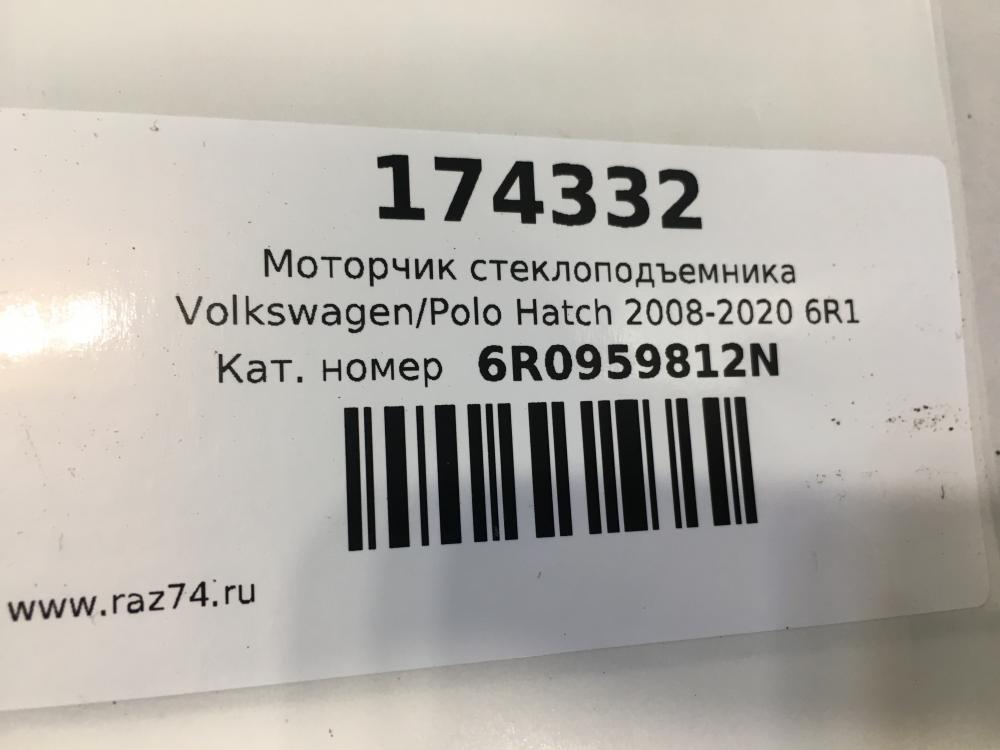 174332
Моторчик стеклоподъемника
Volkswagen/Polo Hatch 2008-2020 6R1
Кат. номер 6R0959812N
www.raz74.ru